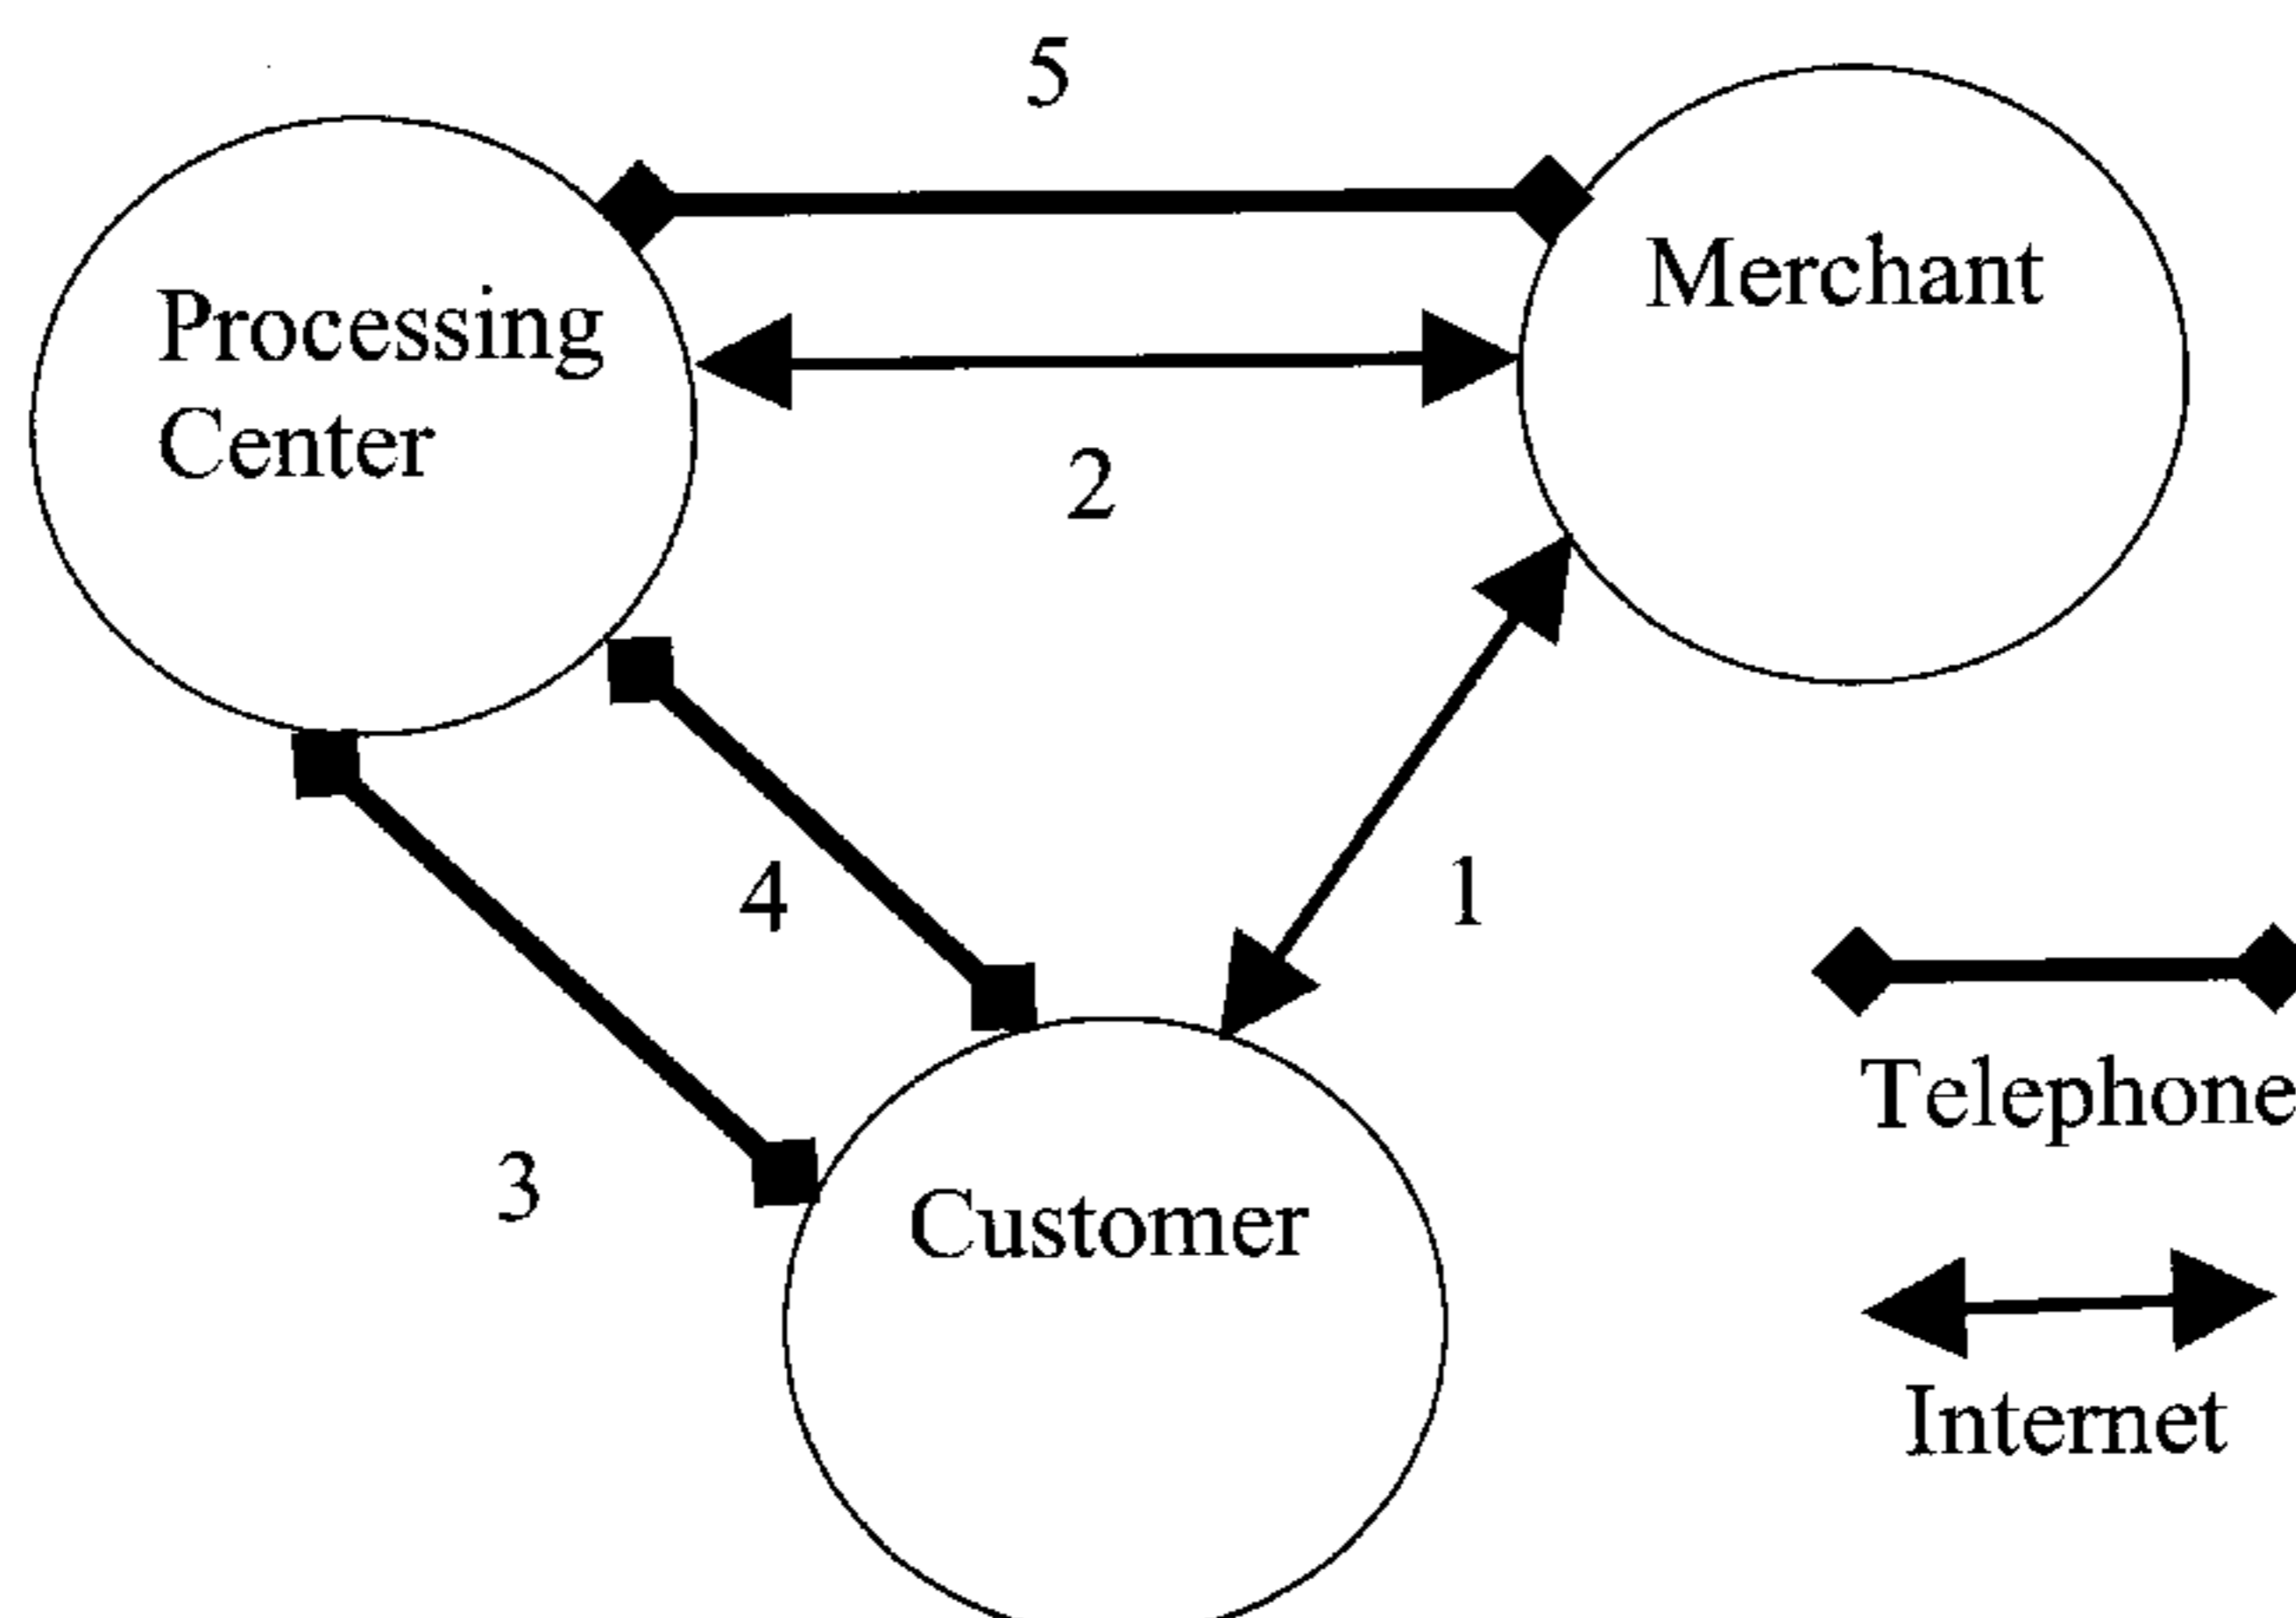 5
Merchant
Processing
Center
2
4
1
3
Customer
Telephone
Internet